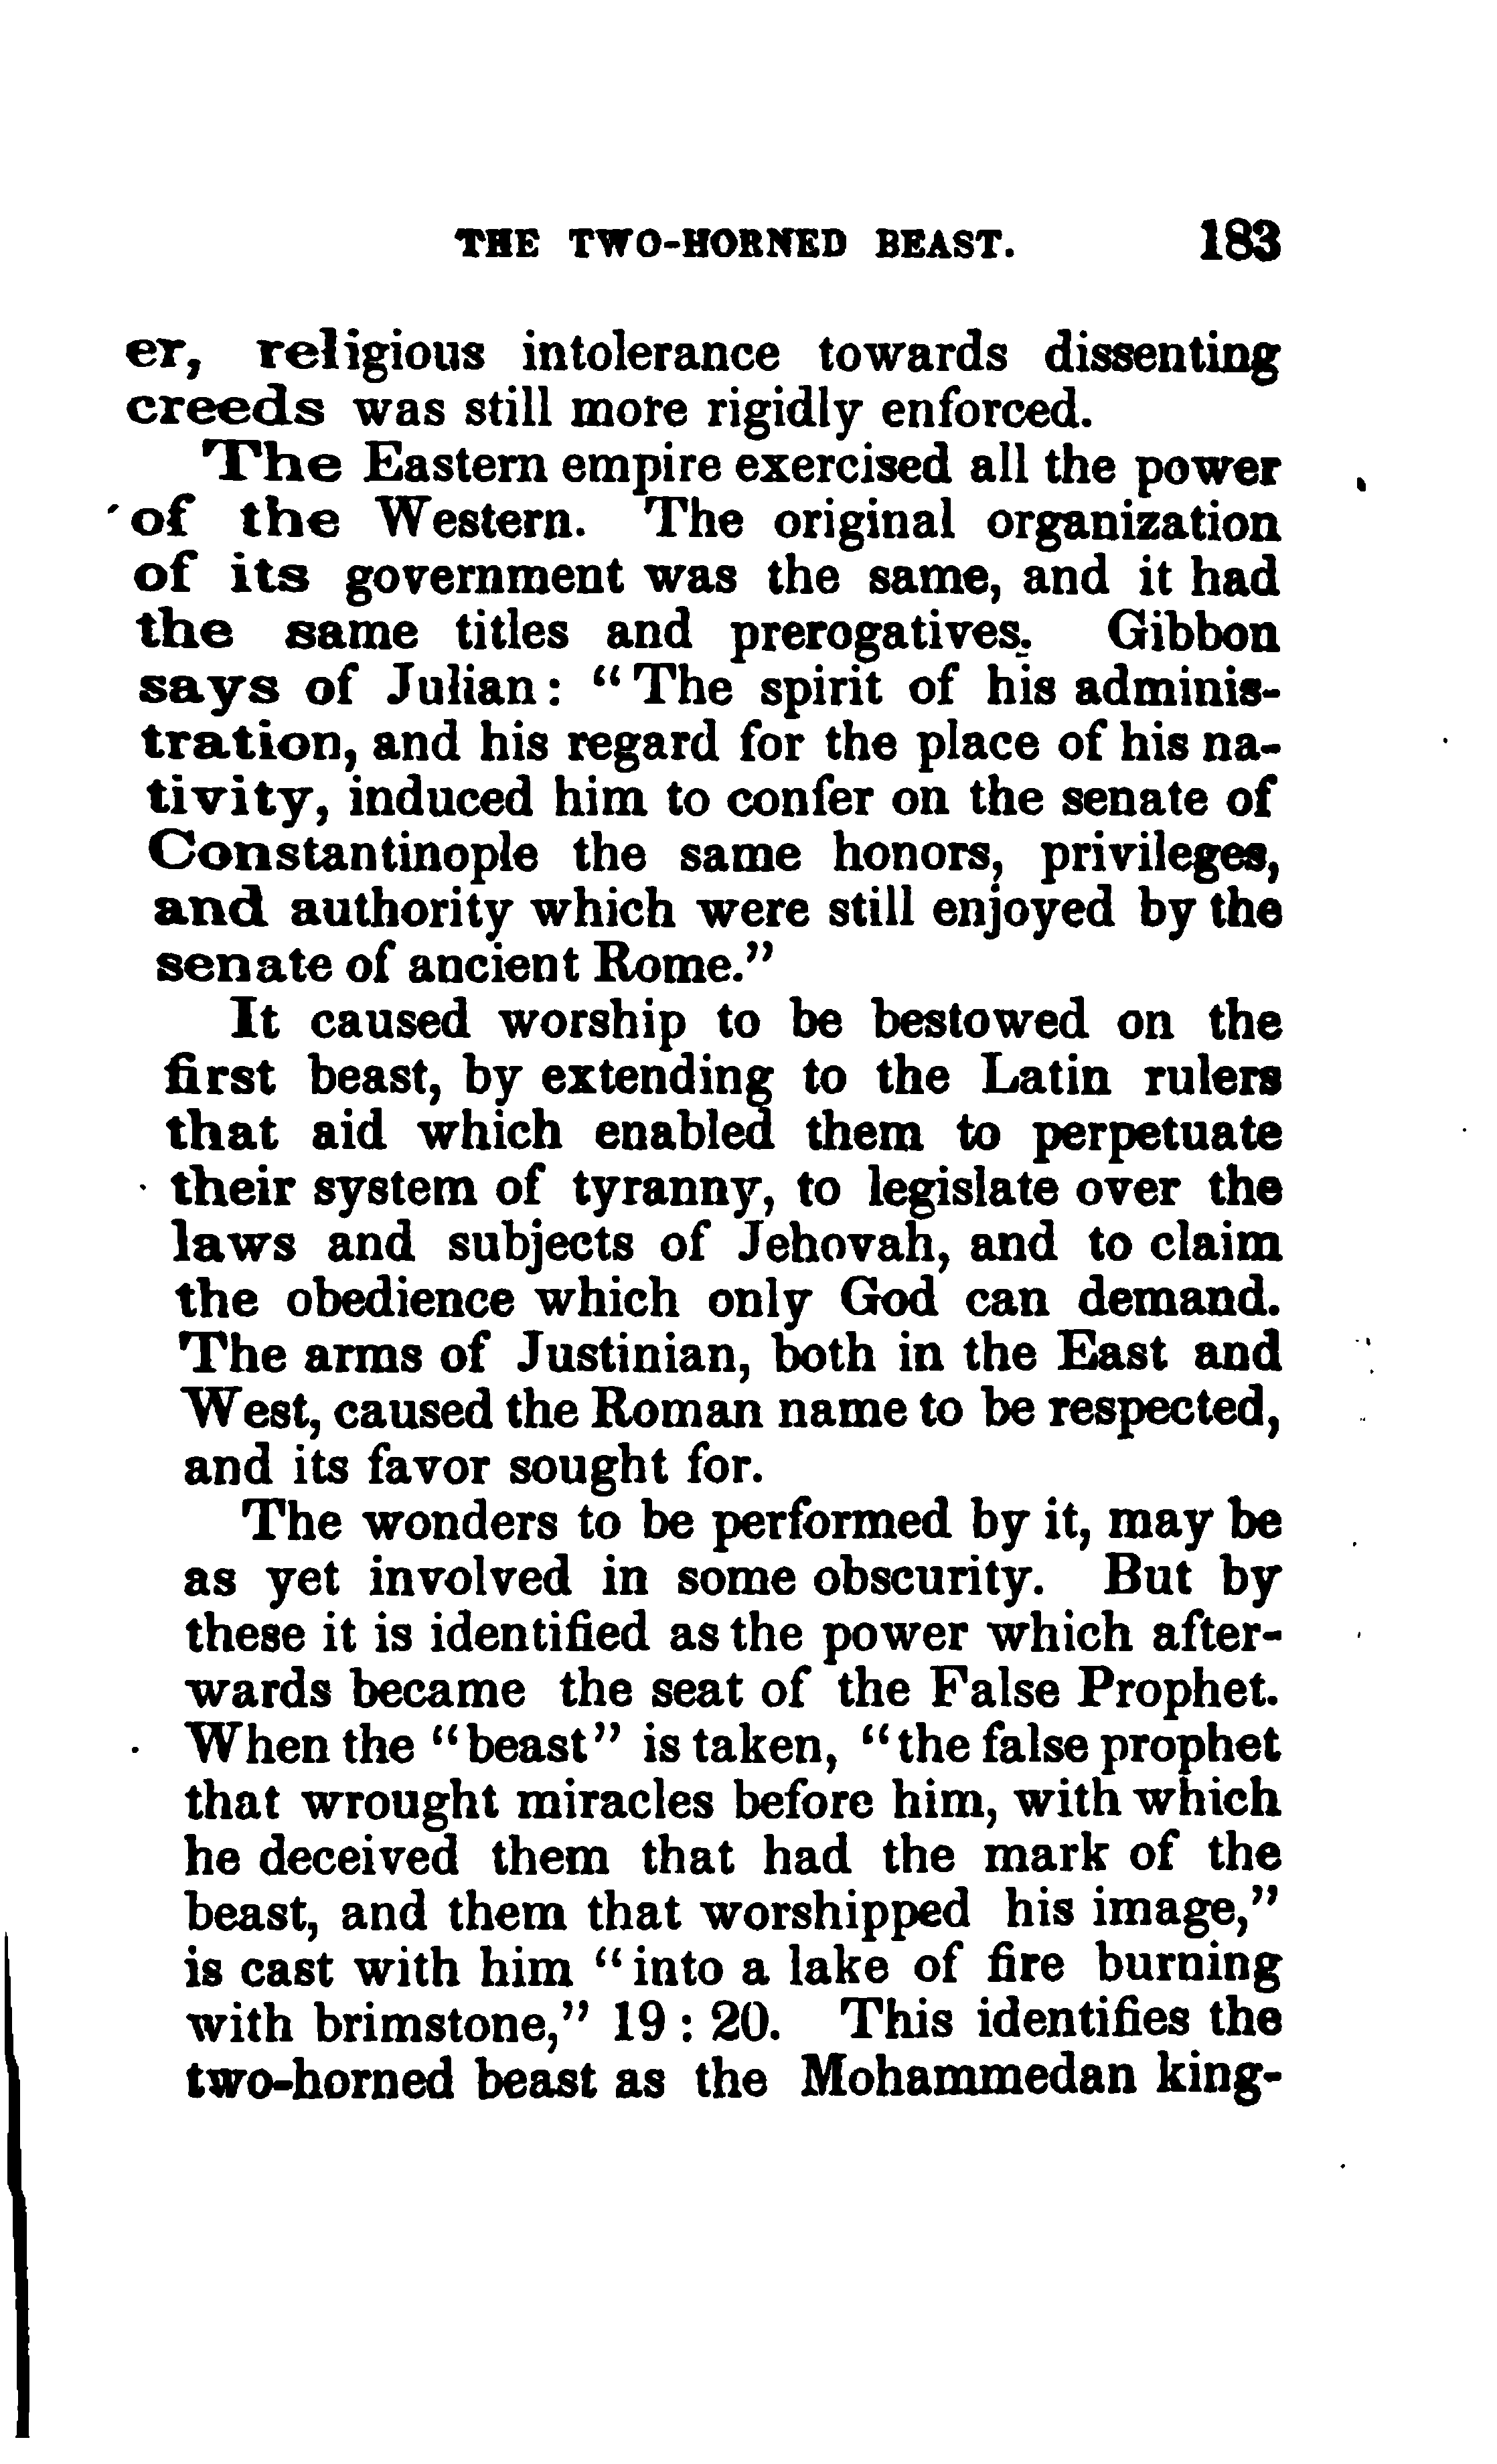 THE TWO-HORNED BEAST. 183
er, religious intolerance towards dissenting
creeds was still more rigidly enforced.
The Eastern empire exercised all the power
of the Western. The original organization
of its government was the same, and it had
the same titles and prerogatives. Gibbon
says of Julian: "The spirit of his adminis-
tration, and his regard for the place of his na-
tivity, induced him to confer on the senate of
Constantinople the same honors, privileges,
and authority which were still enjoyed by the
senate of ancient Rome."
It caused worship to be bestowed on the
first beast, by extending to the Latin rulers
that aid which enabled them to perpetuate
their system of tyranny, to legislate over the
laws and subjects of Jehovah, and to claim
the obedience which only God can demand.
The arms of Justinian, both in the East and
West, caused the Roman name to be respected,
and its favor sought for.
The wonders to be performed by it, may be
as yet involved in some obscurity. But by
these it is identified as the power which after-
wards became the seat of the False Prophet.
When the "beast" is taken, "the false prophet
that wrought miracles before him, with which
he deceived them that had the mark of the
beast, and them that worshipped his image,"
is cast with him "into a lake of fire burning
with brimstone," 19 : 20. This identifies the
two-horned beast as the Mohammedan king-